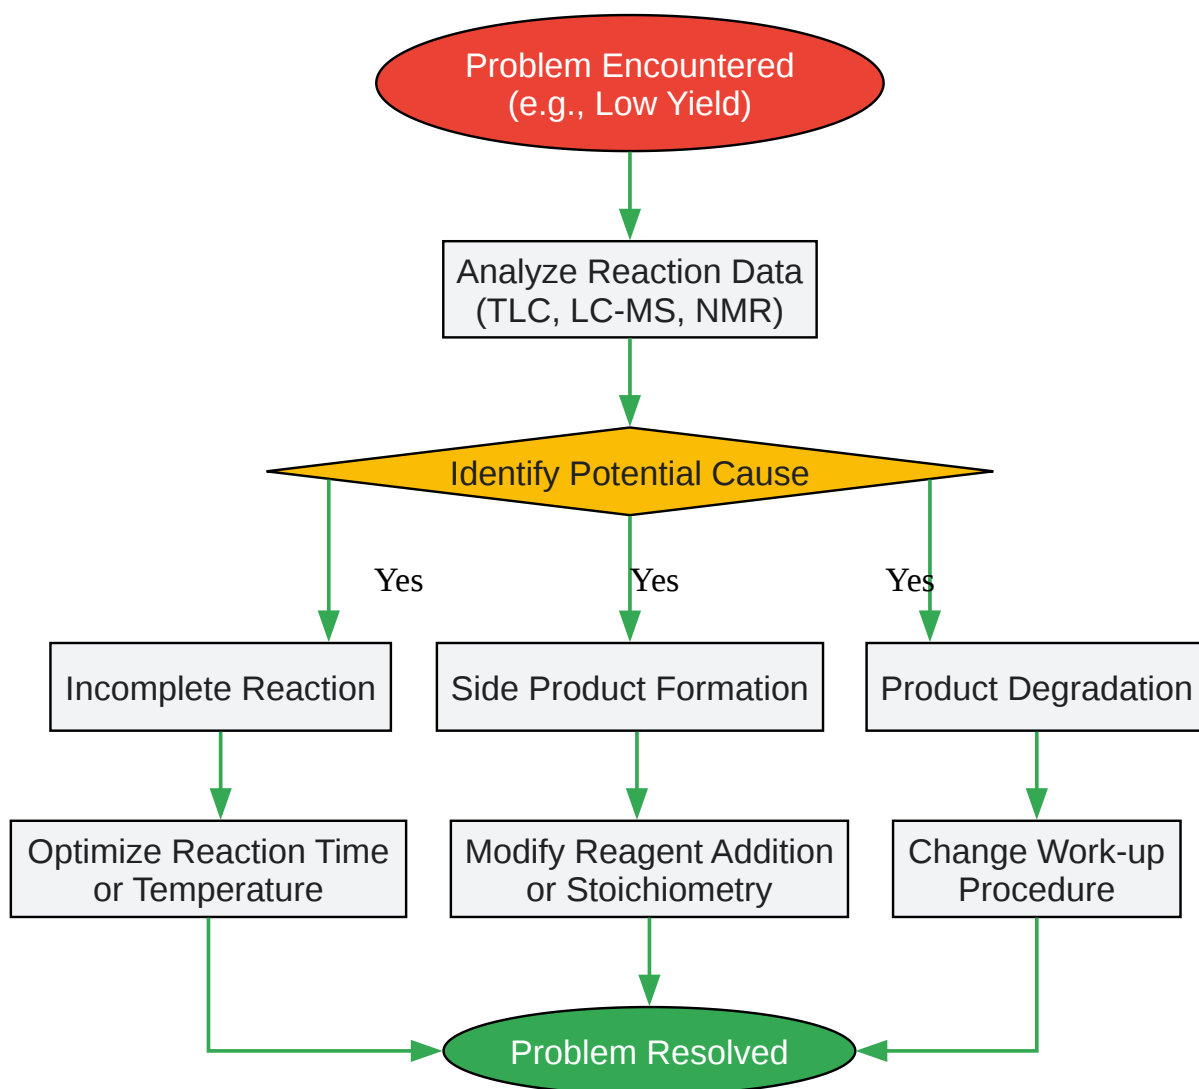 Problem Encountered
(e.g., Low Yield)
Analyze Reaction Data
(TLC, LC-MS, NMR)
Identify Potential Cause
Yes
Yes
Yes
Incomplete Reaction
Side Product Formation
Product Degradation
Optimize Reaction Time
or Temperature
Modify Reagent Addition
or Stoichiometry
Change Work-up
Procedure
Problem Resolved